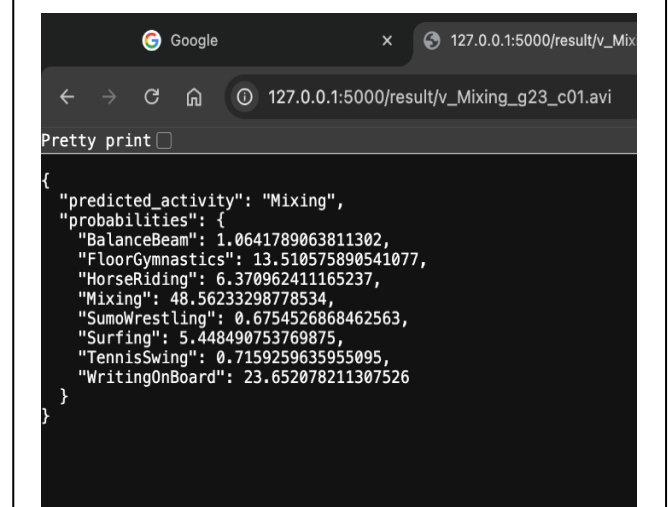 Google
127.0.0.1:5000/result/v_Mix
127.0.0.1:5000/result/v_Mixing_g23_c01.avi
Pretty print
{
"predicted_activity": "Mixing",
"probabilities": {
"BalanceBeam": 1.0641789063811302,
"FloorGymnastics": 13.510575890541077,
"HorseRiding": 6.370962411165237,
"Mixing": 48.56233298778534,
"SumoWrestling": 0.6754526868462563,
"Surfing": 5.448490753769875,
"TennisSwing": 0.7159259635955095,
"WritingOnBoard": 23.652078211307526
}
}